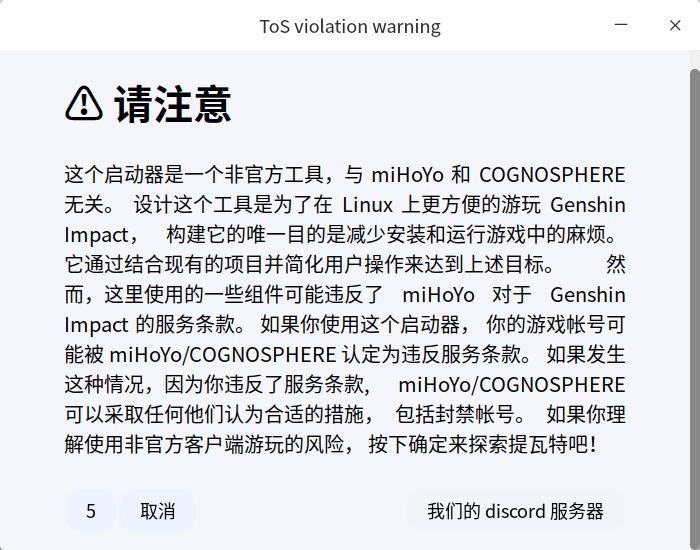 ToS violation warning
请注意
这个启动器是一个非官方工具，与 miHoYo 和 COGNOSPHERE
无关。 设计这个工具是为了在 Linux 上更方便的游玩 Genshin
Impact， 构建它的唯一目的是减少安装和运行游戏中的麻烦。
它通过结合现有的项目并简化用户操作来达到上述目标。 然
而，这里使用的一些组件可能违反了 miHoYo 对于 Genshin
Impact 的服务条款。 如果你使用这个启动器， 你的游戏帐号可
能被 miHoYo/COGNOSPHERE 认定为违反服务条款。 如果发生
这种情况，因为你违反了服务条款, miHoYo/COGNOSPHERE
可以采取任何他们认为合适的措施， 包括封禁帐号。 如果你理
解使用非官方客户端游玩的风险， 按下确定来探索提瓦特吧！
5 取消 我们的 discord 服务器